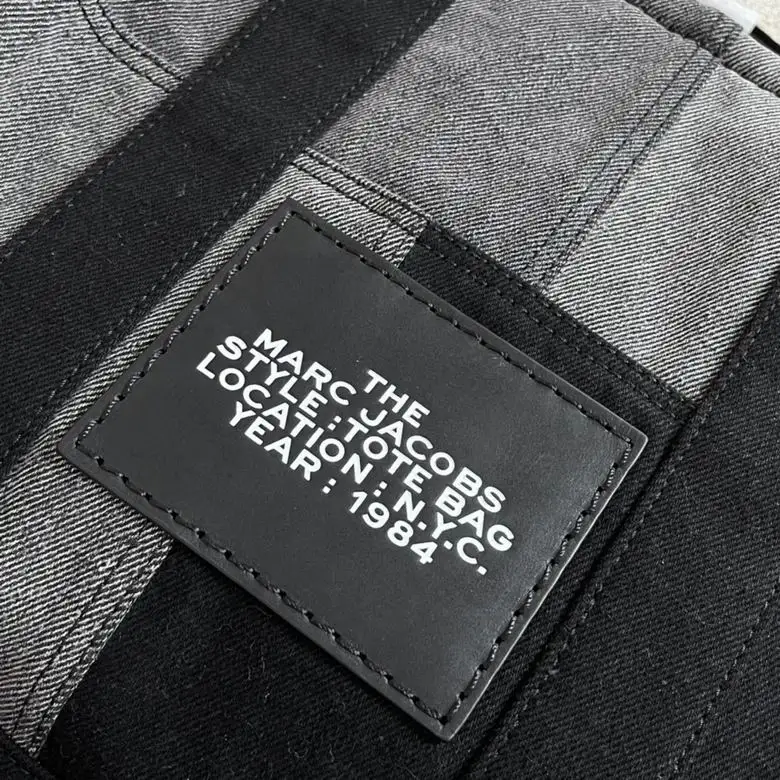 THE
MARC JACOBS
STYLE : TOTE BAG
LOCATION : N.Y.C.
YEAR : 1984